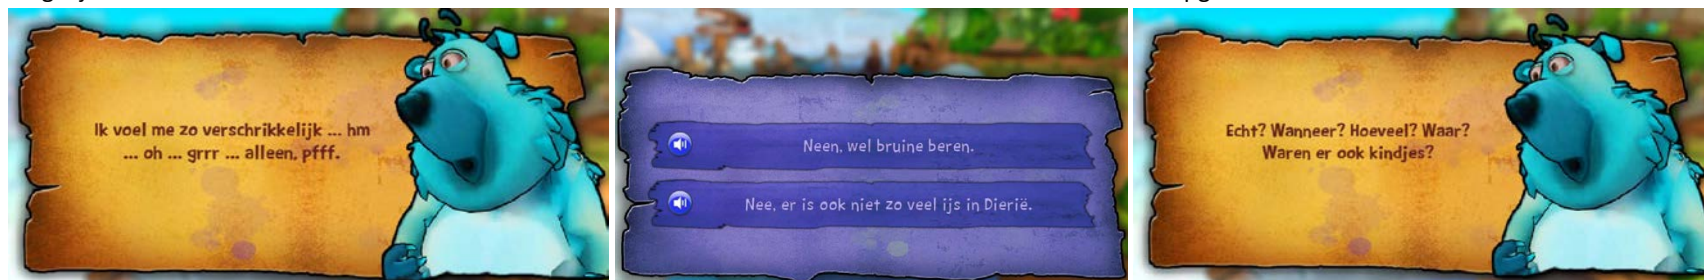 Ik voel me zo verschrikkelijk ... hm
... oh ... grrr ... alleen, pfff.
Neen, wel bruine beren.
Nee, er is ook niet zo veel ijs in Dierië.
Echt? Wanneer? Hoeveel? Waar?
Waren er ook kindjes?